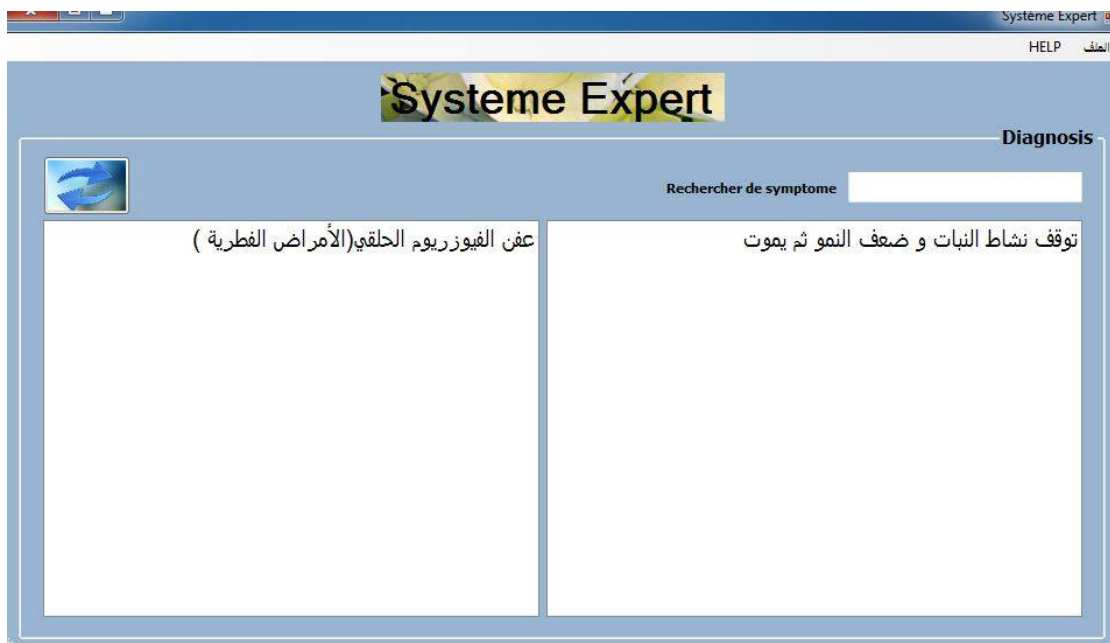 Système Expert
الملف HELP
Systeme Expert
Diagnosis
Rechercher de symptome
توقف نشاط النبات و ضعف النمو ثم يموت
عفن الفيوزريوم الحلقي(الأمراض الفطرية )